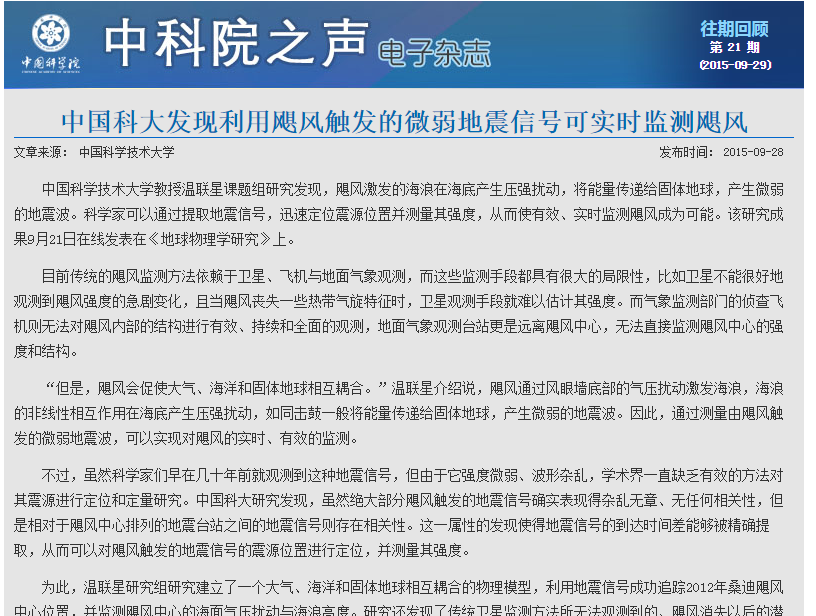 中国科学院
CHINESE ACADEMY OF SCIENCES
中科院之声 电子杂志
往期回顾
第 21 期
(2015-09-29)
中国科大发现利用飓风触发的微弱地震信号可实时监测飓风
文章来源： 中国科学技术大学 发布时间： 2015-09-28
中国科学技术大学教授温联星课题组研究发现，飓风激发的海浪在海底产生压强扰动，将能量传递给固体地球，产生微弱
的地震波。科学家可以通过提取地震信号，迅速定位震源位置并测量其强度，从而使有效、实时监测飓风成为可能。该研究成
果9月21日在线发表在《地球物理学研究》上。
目前传统的飓风监测方法依赖于卫星、飞机与地面气象观测，而这些监测手段都具有很大的局限性，比如卫星不能很好地
观测到飓风强度的急剧变化，且当飓风丧失一些热带气旋特征时，卫星观测手段就难以估计其强度。而气象监测部门的侦查飞
机则无法对飓风内部的结构进行有效、持续和全面的观测，地面气象观测台站更是远离飓风中心，无法直接监测飓风中心的强
度和结构。
“但是，飓风会促使大气、海洋和固体地球相互耦合。”温联星介绍说，飓风通过风眼墙底部的气压扰动激发海浪，海浪
的非线性相互作用在海底产生压强扰动，如同击鼓一般将能量传递给固体地球，产生微弱的地震波。因此，通过测量由飓风触
发的微弱地震波，可以实现对飓风的实时、有效的监测。
不过，虽然科学家们早在几十年前就观测到这种地震信号，但由于它强度微弱、波形杂乱，学术界一直缺乏有效的方法对
其震源进行定位和定量研究。中国科大研究发现，虽然绝大部分飓风触发的地震信号确实表现得杂乱无章、无任何相关性，但
是相对于飓风中心排列的地震台站之间的地震信号则存在相关性。这一属性的发现使得地震信号的到达时间差能够被精确提
取，从而可以对飓风触发的地震信号的震源位置进行定位，并测量其强度。
为此，温联星研究组研究建立了一个大气、海洋和固体地球相互耦合的物理模型，利用地震信号成功追踪2012年桑迪飓风
中心位置，并监测飓风中心的海面气压扰动与海浪高度。研究还发现了传统卫星监测方法所无法观测到的、飓风消失以后的潜